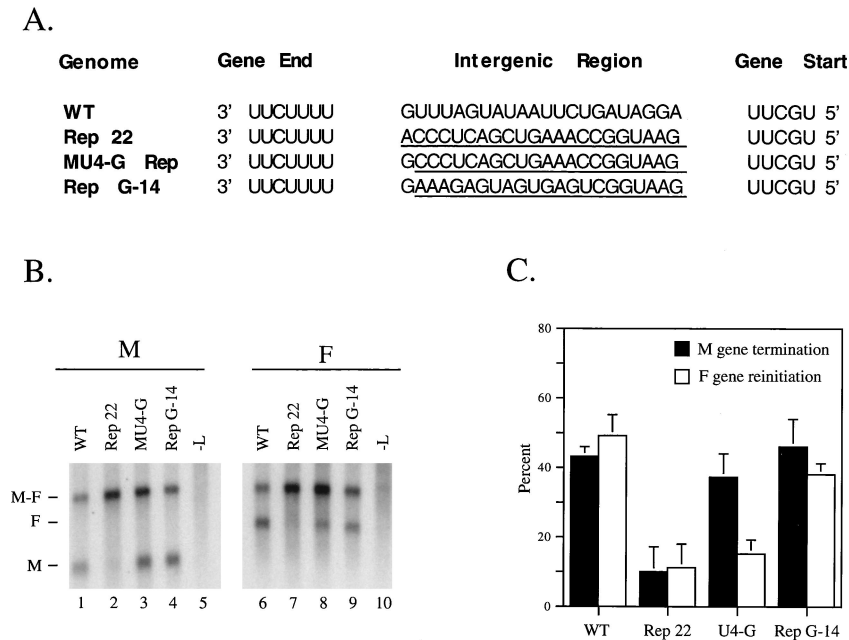 A.
Genome Gene End Intergenic Region Gene Start
WT 3' UUCUUUU GUUUAGUAUAAUUCUGAUAGGA UUCGU 5'
Rep 22 3' UUCUUUU ACCCUCAGCUGAAACCGGUAAG UUCGU 5'
MU4-G Rep 3' UUCUUUU GCCCUCAGCUGAAACCGGUAAG UUCGU 5'
Rep G-14 3' UUCUUUU GAAAGAGUAGUGAGUCGGUAAG UUCGU 5'
B.
M F
WT Rep 22 MU4-G Rep G-14 -L WT Rep 22 MU4-G Rep G-14 -L
M-F
F
M
1 2 3 4 5 6 7 8 9 10
C.
80
60
40
20
0
Percent
M gene termination
F gene reinitiation
WT Rep 22 U4-G Rep G-14